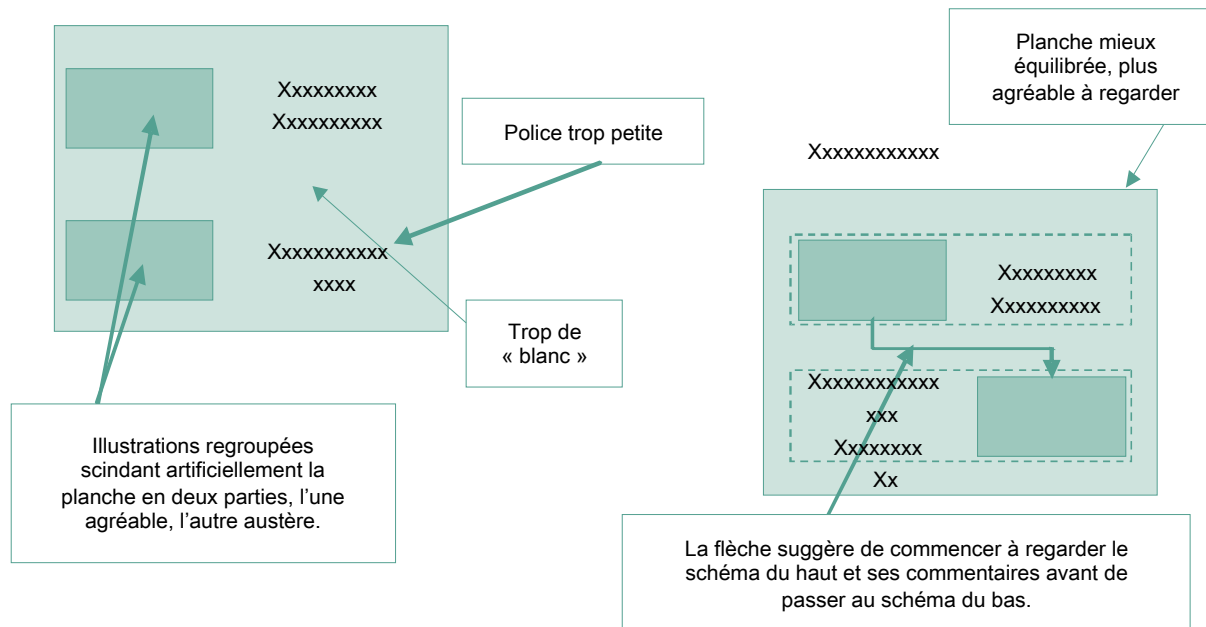 Xxxxxxxxx
Xxxxxxxxxx
Xxxxxxxxxxx
xxxx
Police trop petite
Trop de
« blanc »
Illustrations regroupées
scindant artificiellement la
planche en deux parties, l’une
agréable, l’autre austère.
Planche mieux
équilibrée, plus
agréable à regarder
Xxxxxxxxxxxx
Xxxxxxxxx
Xxxxxxxxxx
Xxxxxxxxxxxx
xxx
Xxxxxxxx
Xx
La flèche suggère de commencer à regarder le
schéma du haut et ses commentaires avant de
passer au schéma du bas.